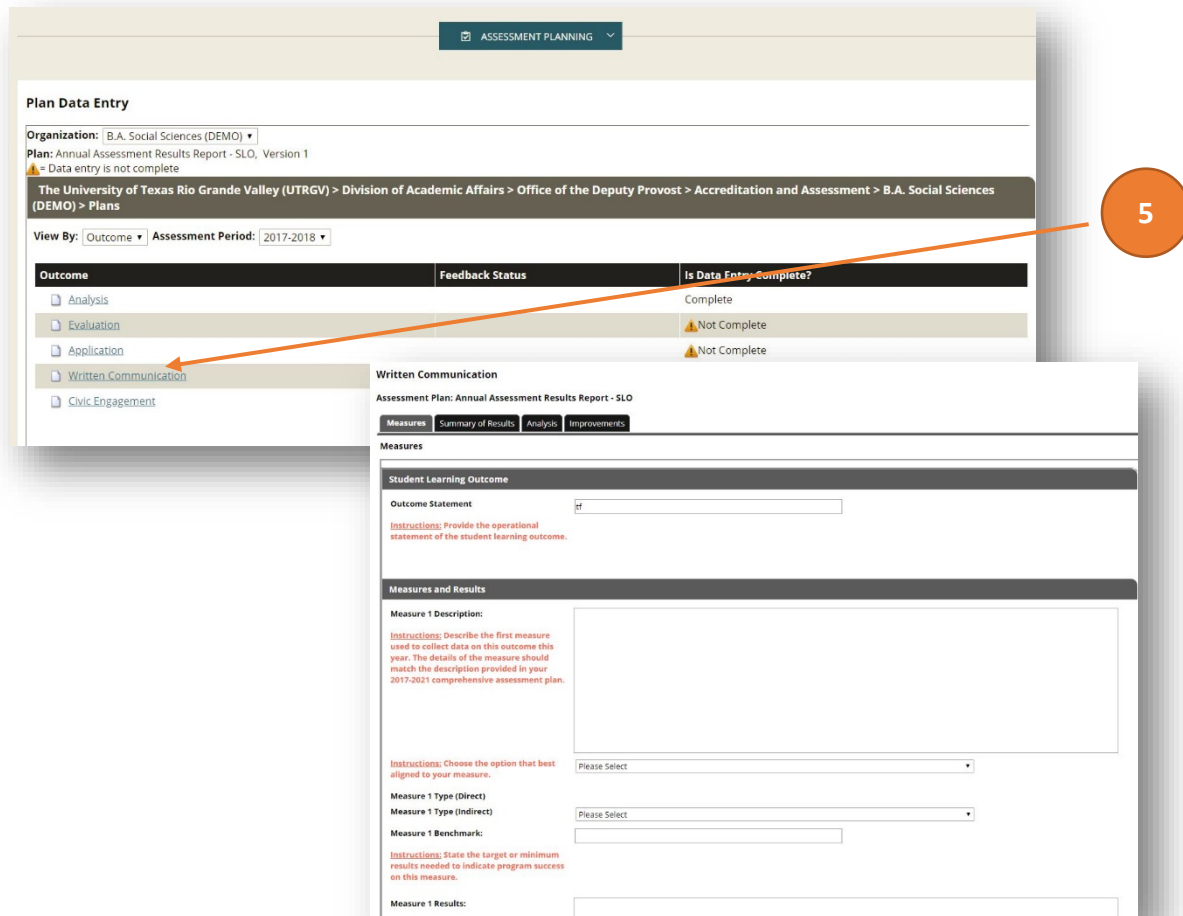 ASSESSMENT PLANNING
Plan Data Entry
Organization: B.A. Social Sciences (DEMO)
Plan: Annual Assessment Results Report - SLO, Version 1
= Data entry is not complete
The University of Texas Rio Grande Valley (UTRGV) > Division of Academic Affairs > Office of the Deputy Provost > Accreditation and Assessment > B.A. Social Sciences
(DEMO) > Plans
5
View By: Outcome Assessment Period: 2017-2018
Outcome Feedback Status Is Data Entry Complete?
Analysis Complete
Evaluation Not Complete
Application Not Complete
Written Communication
Civic Engagement
Written Communication
Assessment Plan: Annual Assessment Results Report - SLO
Measures Summary of Results Analysis Improvements
Measures
Student Learning Outcome
Outcome Statement tf
Instructions: Provide the operational
statement of the student learning outcome.
Measures and Results
Measure 1 Description:
Instructions: Describe the first measure
used to collect data on this outcome this
year. The details of the measure should
match the description provided in your
2017-2021 comprehensive assessment plan.
Instructions: Choose the option that best Please Select
aligned to your measure.
Measure 1 Type (Direct)
Measure 1 Type (Indirect) Please Select
Measure 1 Benchmark:
Instructions: State the target or minimum
results needed to indicate program success
on this measure.
Measure 1 Results: